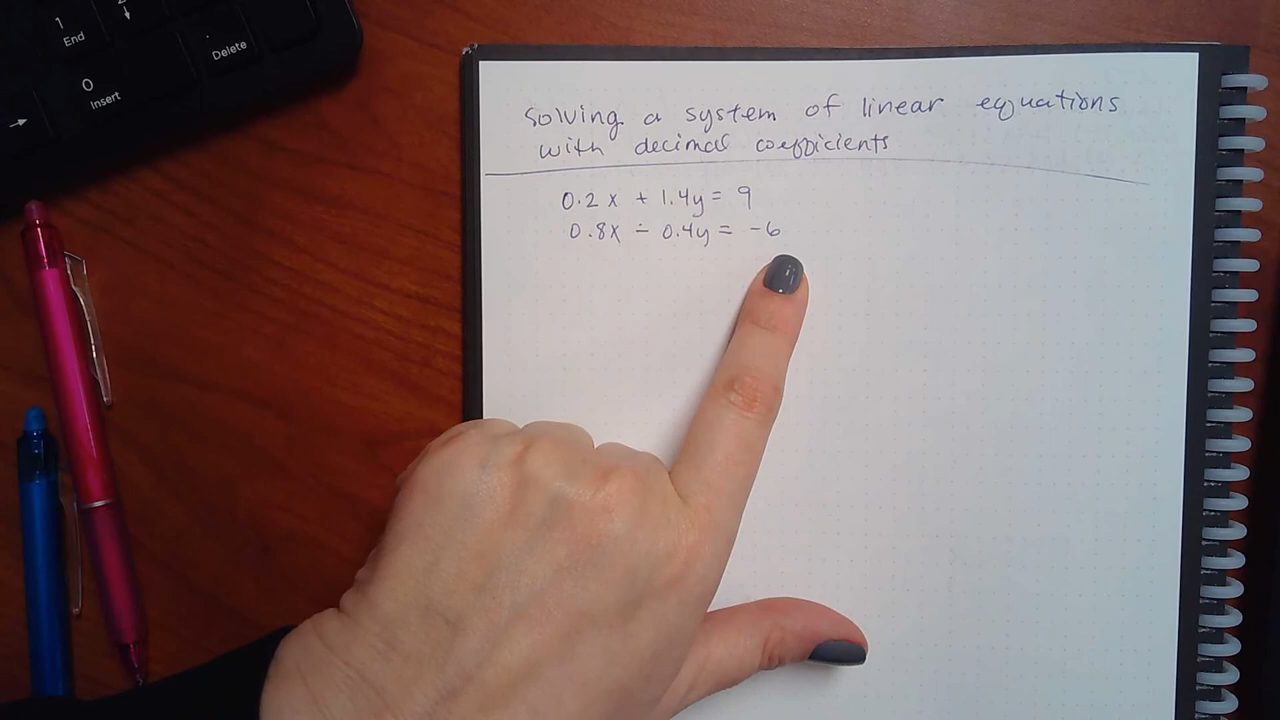 1
End
↓
.
Delete
0
Insert
→
Solving a system of linear equations
with decimal coefficients
0.2x + 1.4y = 9
0.8x - 0.4y = -6